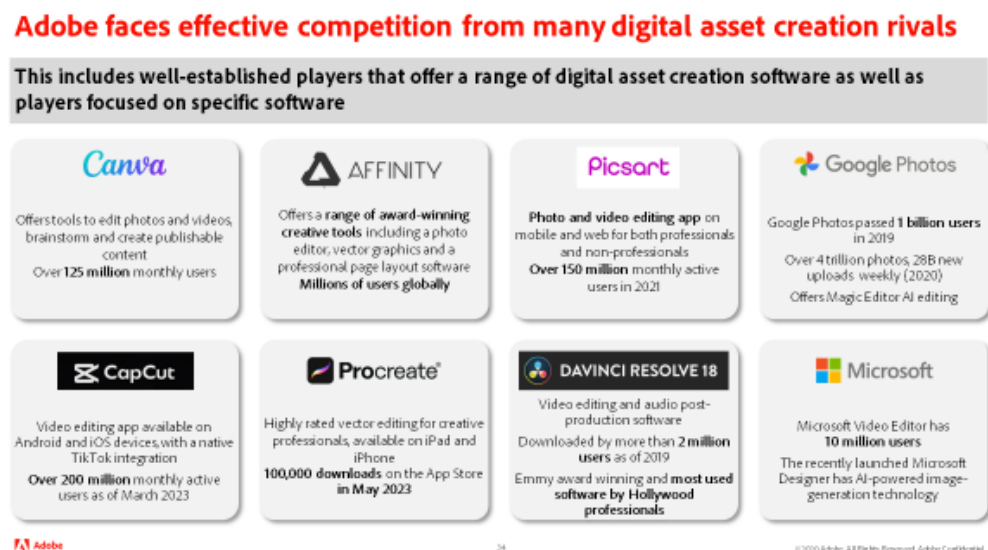 Adobe faces effective competition from many digital asset creation rivals
This includes well-established players that offer a range of digital asset creation software as well as
players focused on specific software
Canva
Offers tools to edit photos and videos,
brainstorm and create publishable
content
Over 125 million monthly users
AFFINITY
Offers a range of award-winning
creative tools including a photo
editor, vector graphics and a
professional page layout software
Millions of users globally
Picsart
Photo and video editing app on
mobile and web for both professionals
and non-professionals
Over 150 million monthly active
users in 2021
Google Photos
Google Photos passed 1 billion users
in 2019
Over 4 trillion photos, 28B new
uploads weekly (2020)
Offers Magic Editor AI editing
CapCut
Video editing app available on
Android and iOS devices, with a native
TikTok integration
Over 200 million monthly active
users as of March 2023
Procreate®
Highly rated vector editing for creative
professionals, available on iPad and
iPhone
100,000 downloads on the App Store
in May 2023
DAVINCI RESOLVE 18
Video editing and audio post-
production software
Downloaded by more than 2 million
users as of 2019
Emmy award winning and most used
software by Hollywood
professionals
Microsoft
Microsoft Video Editor has
10 million users
The recently launched Microsoft
Designer has AI-powered image-
generation technology
Adobe
34
Adobe. All Rights Reserved. Adobe Confidential.